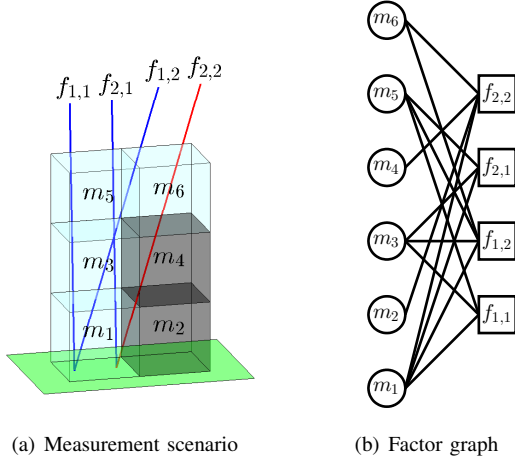 f1,1 f2,1 f1,2 f2,2
m5 m6
m3 m4
m1 m2
(a) Measurement scenario
m6
m5
m4
m3
m2
m1
f2,2
f2,1
f1,2
f1,1
(b) Factor graph